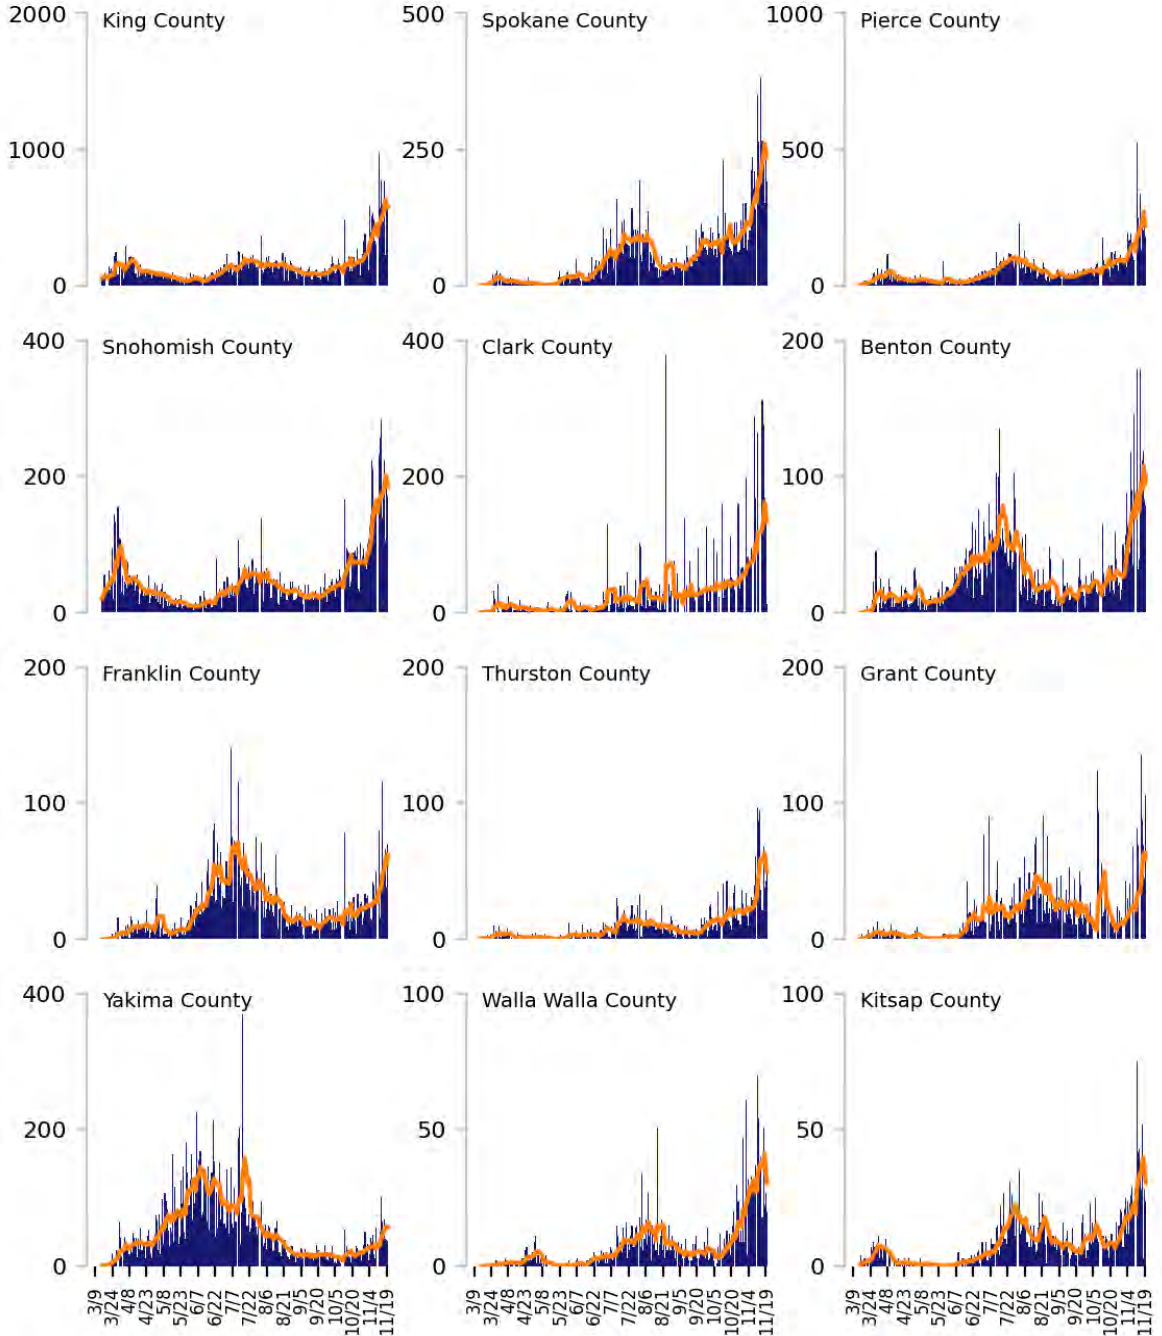 2000 King County 500 Spokane County 1000 Pierce County
1000 250 500
0 0 0
400 Snohomish County 400 Clark County 200 Benton County
200 200 100
0 0 0
200 Franklin County 200 Thurston County 200 Grant County
100 100 100
0 0 0
400 Yakima County 100 Walla Walla County 100 Kitsap County
200 50 50
0 0 0
3/9 3/24 4/8 4/23 5/8 5/23 6/7 6/22 7/7 7/22 8/6 8/21 9/5 9/20 10/5 10/20 11/4 11/19 3/9 3/24 4/8 4/23 5/8 5/23 6/7 6/22 7/7 7/22 8/6 8/21 9/5 9/20 10/5 10/20 11/4 11/19 3/9 3/24 4/8 4/23 5/8 5/23 6/7 6/22 7/7 7/22 8/6 8/21 9/5 9/20 10/5 10/20 11/4 11/19